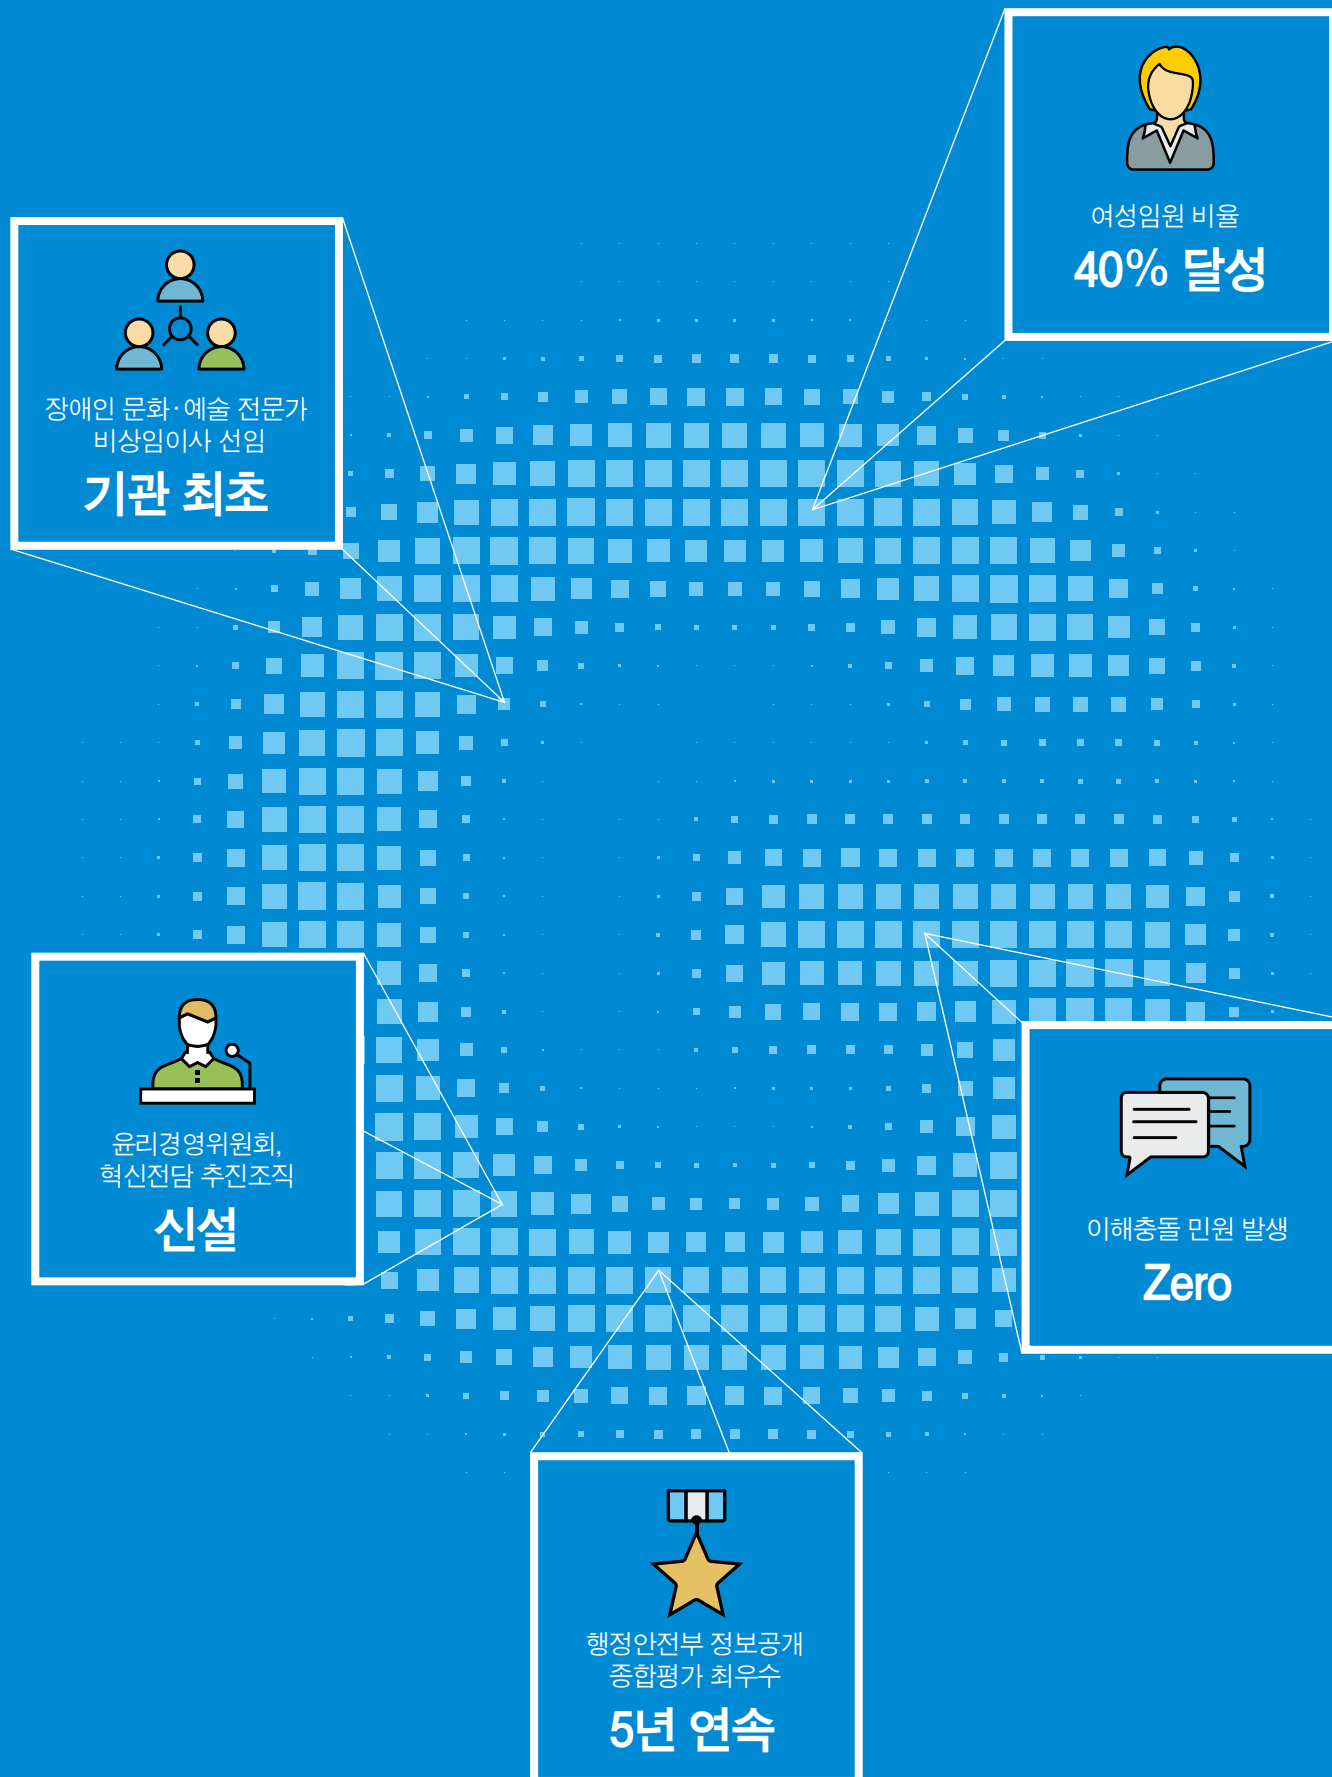 여성임원 비율
40% 달성
장애인 문화·예술 전문가
비상임이사 선임
기관 최초
윤리경영위원회,
혁신전담 추진조직
신설
이해충돌 민원 발생
Zero
행정안전부 정보공개
종합평가 최우수
5년 연속